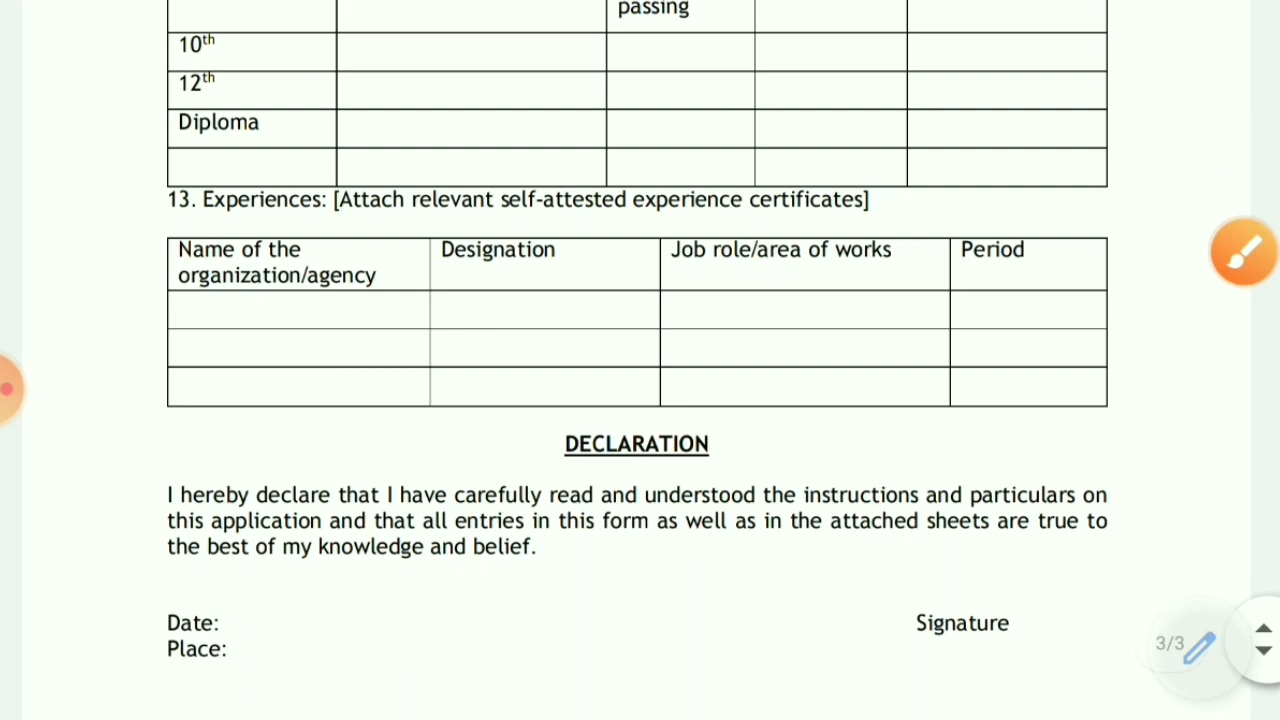 passing
10th
12th
Diploma
13. Experiences: [Attach relevant self-attested experience certificates]
Name of the organization/agency Designation Job role/area of works Period
DECLARATION
I hereby declare that I have carefully read and understood the instructions and particulars on
this application and that all entries in this form as well as in the attached sheets are true to
the best of my knowledge and belief.
Date: Signature
Place:
3/3